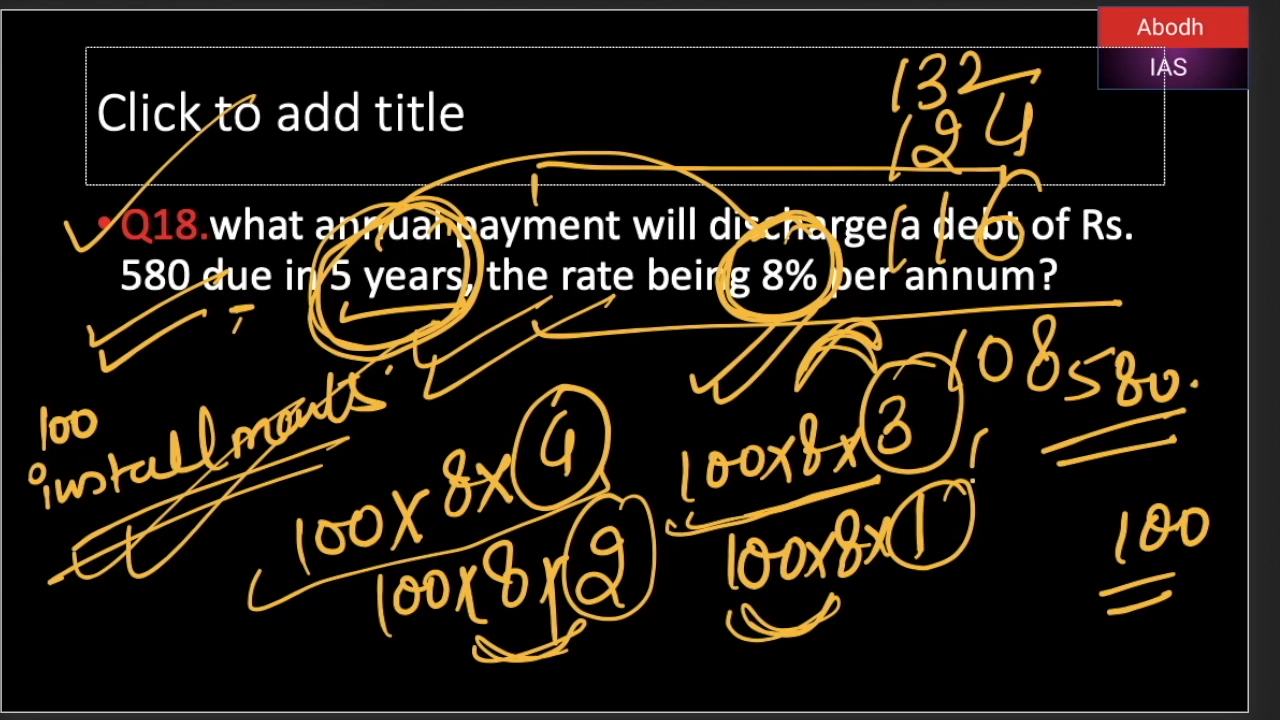 Abodh
IAS
Click to add title
132
124
116
• Q18.what annual payment will discharge a debt of Rs.
580 due in 5 years, the rate being 8% per annum?
108
580.
100
installments
100x8x4
100x8x3
100x8x2
100x8x1
100